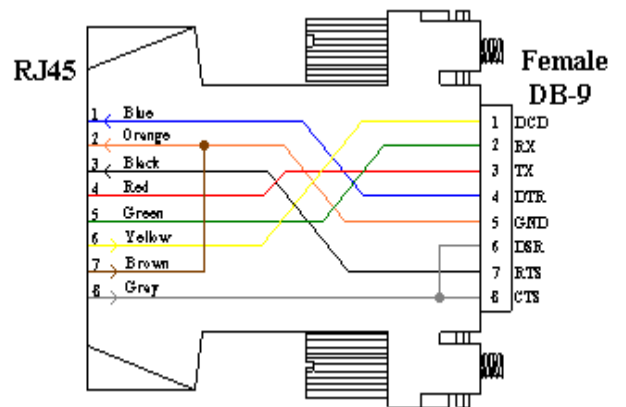 RJ45
Female
DB-9
1 Blue
2 Orange
3 Black
4 Red
5 Green
6 Yellow
7 Brown
8 Gray
1 DCD
2 RX
3 TX
4 DTR
5 GND
6 DSR
7 RTS
8 CTS